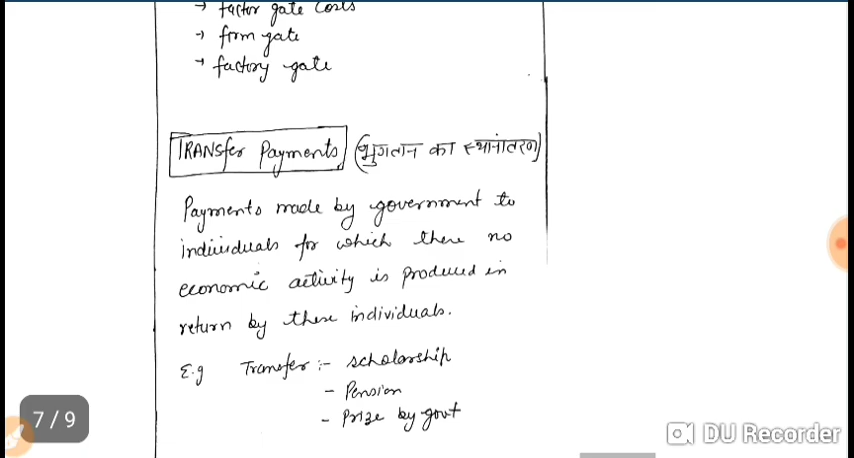 → factor gate costs
→ from gate
→ factory gate
TRANSfer Payments (भुगतान का स्थानांतरण)
Payments made by government to
individuals for which there no
economic activity is produced in
return by these individuals.
E.g Transfer :- scholarship
- Pension
- Prize by govt
7 / 9
DU Recorder